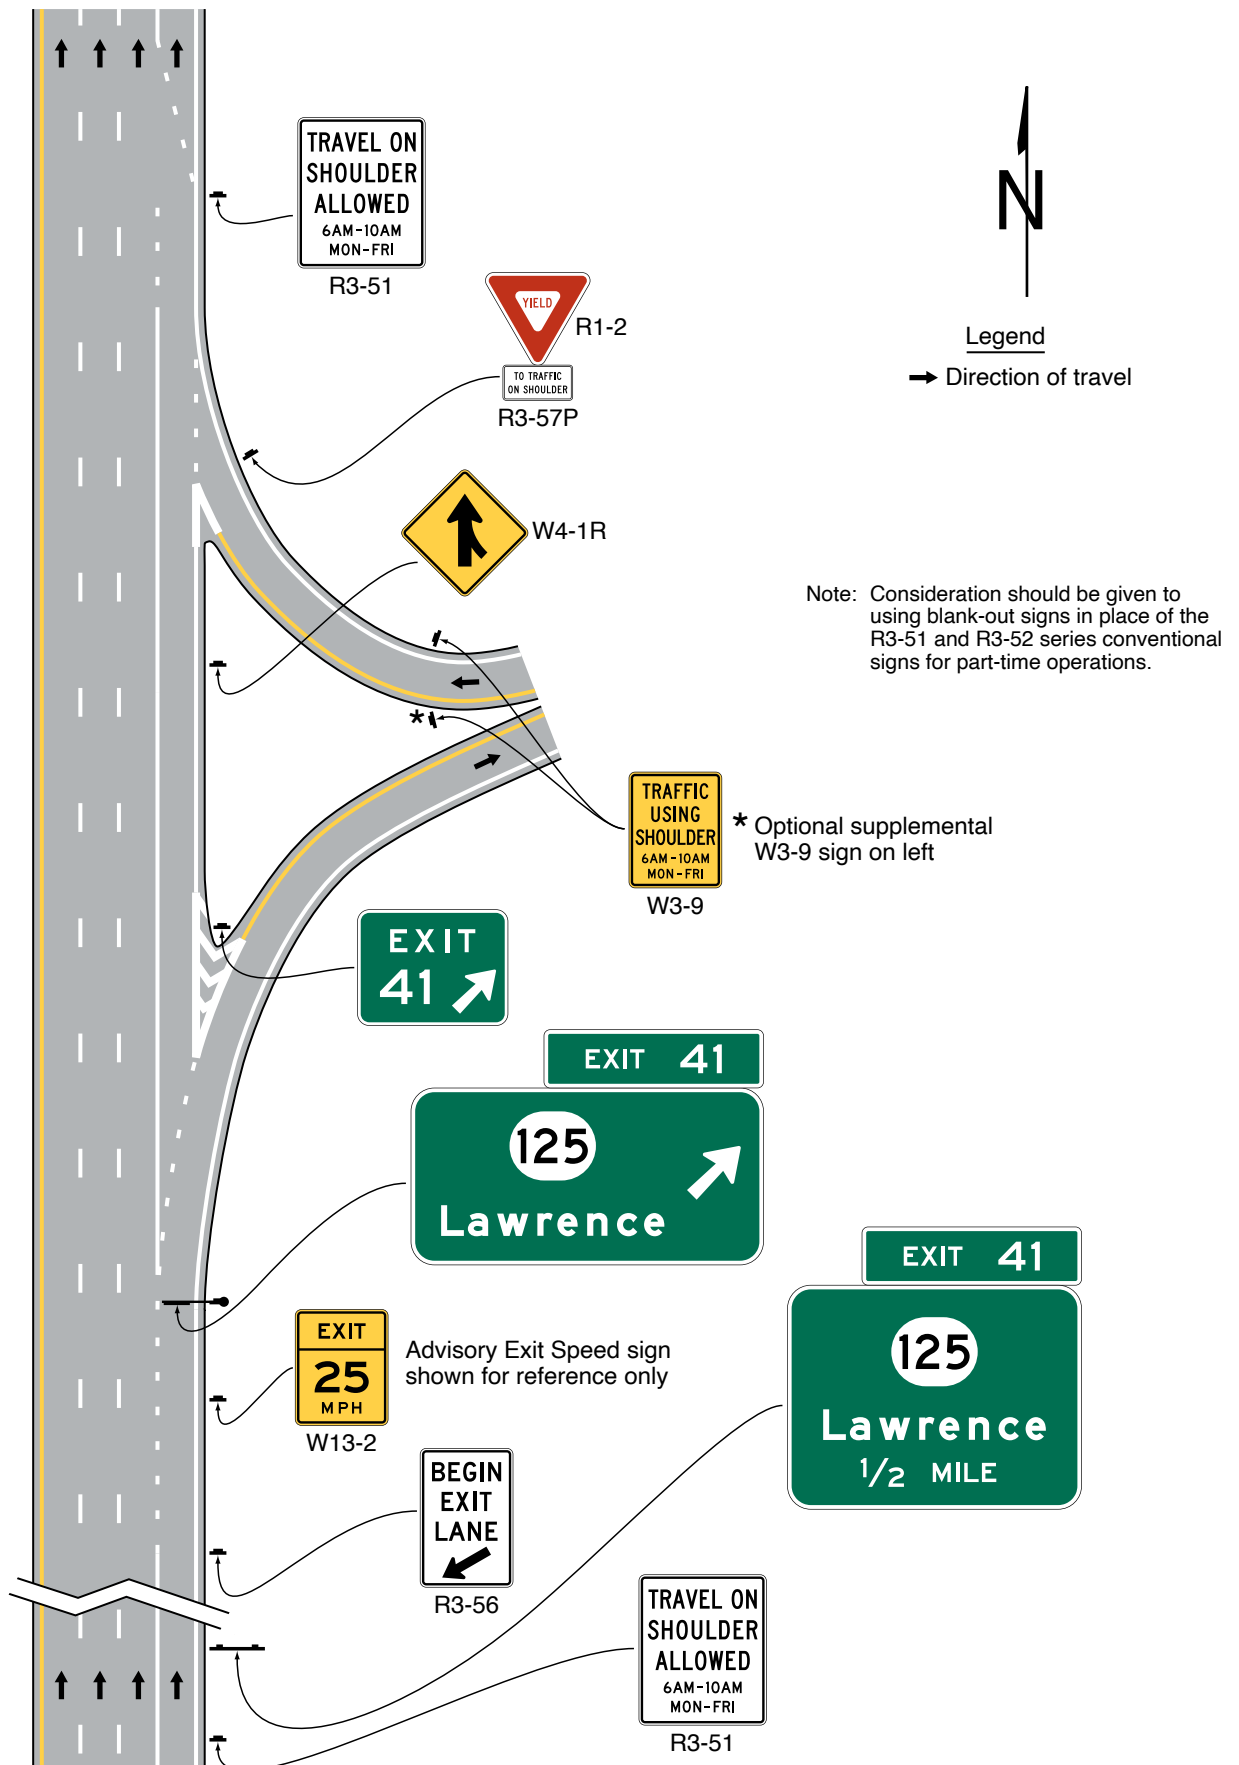 TRAVEL ON
SHOULDER
ALLOWED
6AM-10AM
MON-FRI
R3-51
N
Legend
Direction of travel
YIELD
R1-2
TO TRAFFIC
ON SHOULDER
R3-57P
W4-1R
Note: Consideration should be given to
using blank-out signs in place of the
R3-51 and R3-52 series conventional
signs for part-time operations.
*
TRAFFIC
USING
SHOULDER
6AM-10AM
MON-FRI
W3-9
* Optional supplemental
W3-9 sign on left
EXIT
41
EXIT 41
125
Lawrence
EXIT 41
125
Lawrence
1/2 MILE
EXIT
25
MPH
W13-2
Advisory Exit Speed sign
shown for reference only
BEGIN
EXIT
LANE
R3-56
TRAVEL ON
SHOULDER
ALLOWED
6AM-10AM
MON-FRI
R3-51